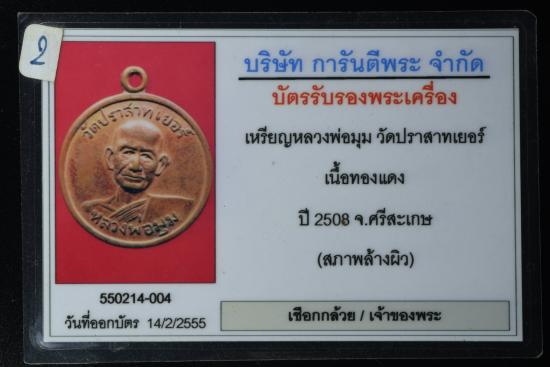 2
วัดปราสาทเยอร์
หลวงพ่อมุม
550214-004
วันที่ออกบัตร 14/2/2555
บริษัท การันตีพระ จำกัด
บัตรรับรองพระเครื่อง
เหรียญหลวงพ่อมุม วัดปราสาทเยอร์
เนื้อทองแดง
ปี 2508 จ.ศรีสะเกษ
(สภาพล้างผิว)
เชือกกล้วย / เจ้าของพระ